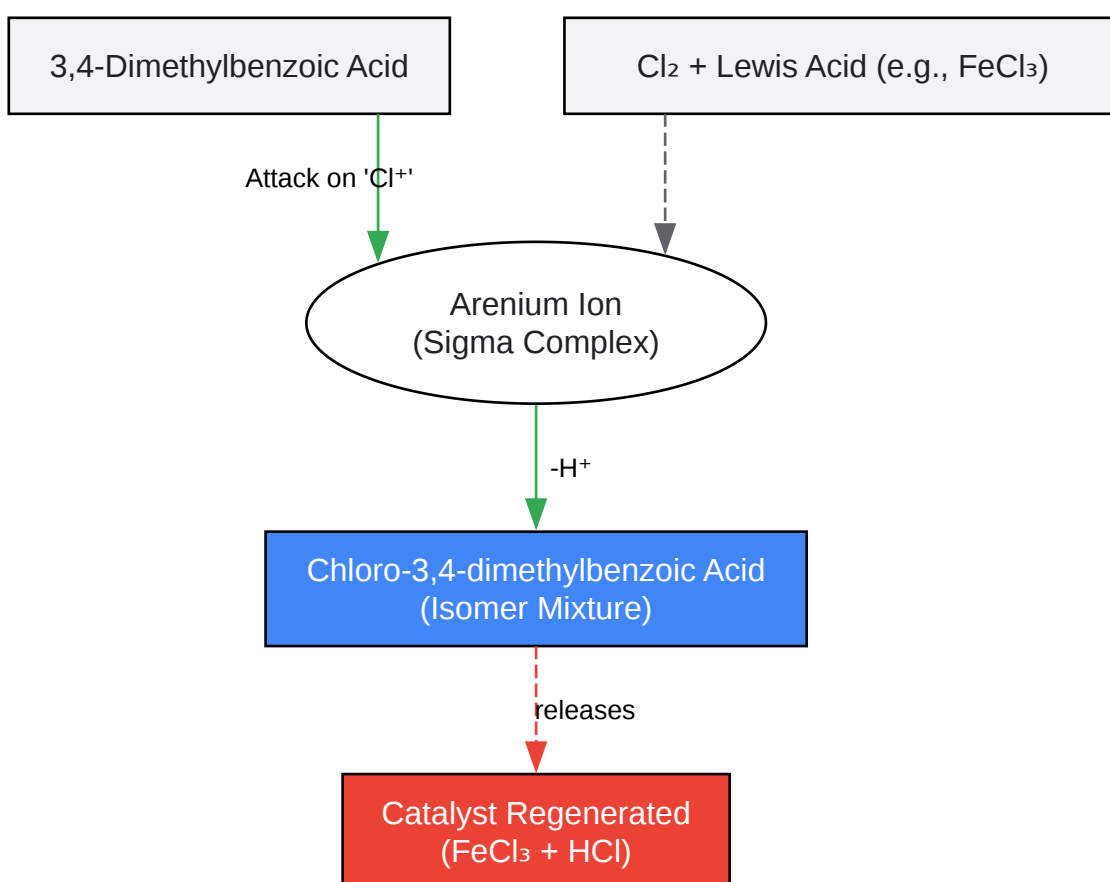 3,4-Dimethylbenzoic Acid
Cl₂ + Lewis Acid (e.g., FeCl₃)
Attack on 'Cl⁺'
Arenium Ion
(Sigma Complex)
-H⁺
Chloro-3,4-dimethylbenzoic Acid
(Isomer Mixture)
releases
Catalyst Regenerated
(FeCl₃ + HCl)